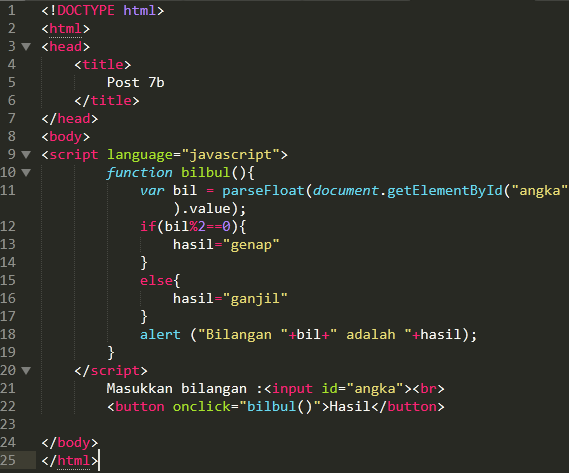 1 <!DOCTYPE html>
2 <html>
3 <head>
4 <title>
5 Post 7b
6 </title>
7 </head>
8 <body>
9 <script language="javascript">
10 function bilbul(){
11 var bil = parseFloat(document.getElementById("angka"
).value);
12 if(bil%2==0){
13 hasil="genap"
14 }
15 else{
16 hasil="ganjil"
17 }
18 alert ("Bilangan "+bil+" adalah "+hasil);
19 }
20 </script>
21 Masukkan bilangan :<input id="angka"><br>
22 <button onclick="bilbul()">Hasil</button>
23
24 </body>
25 </html>